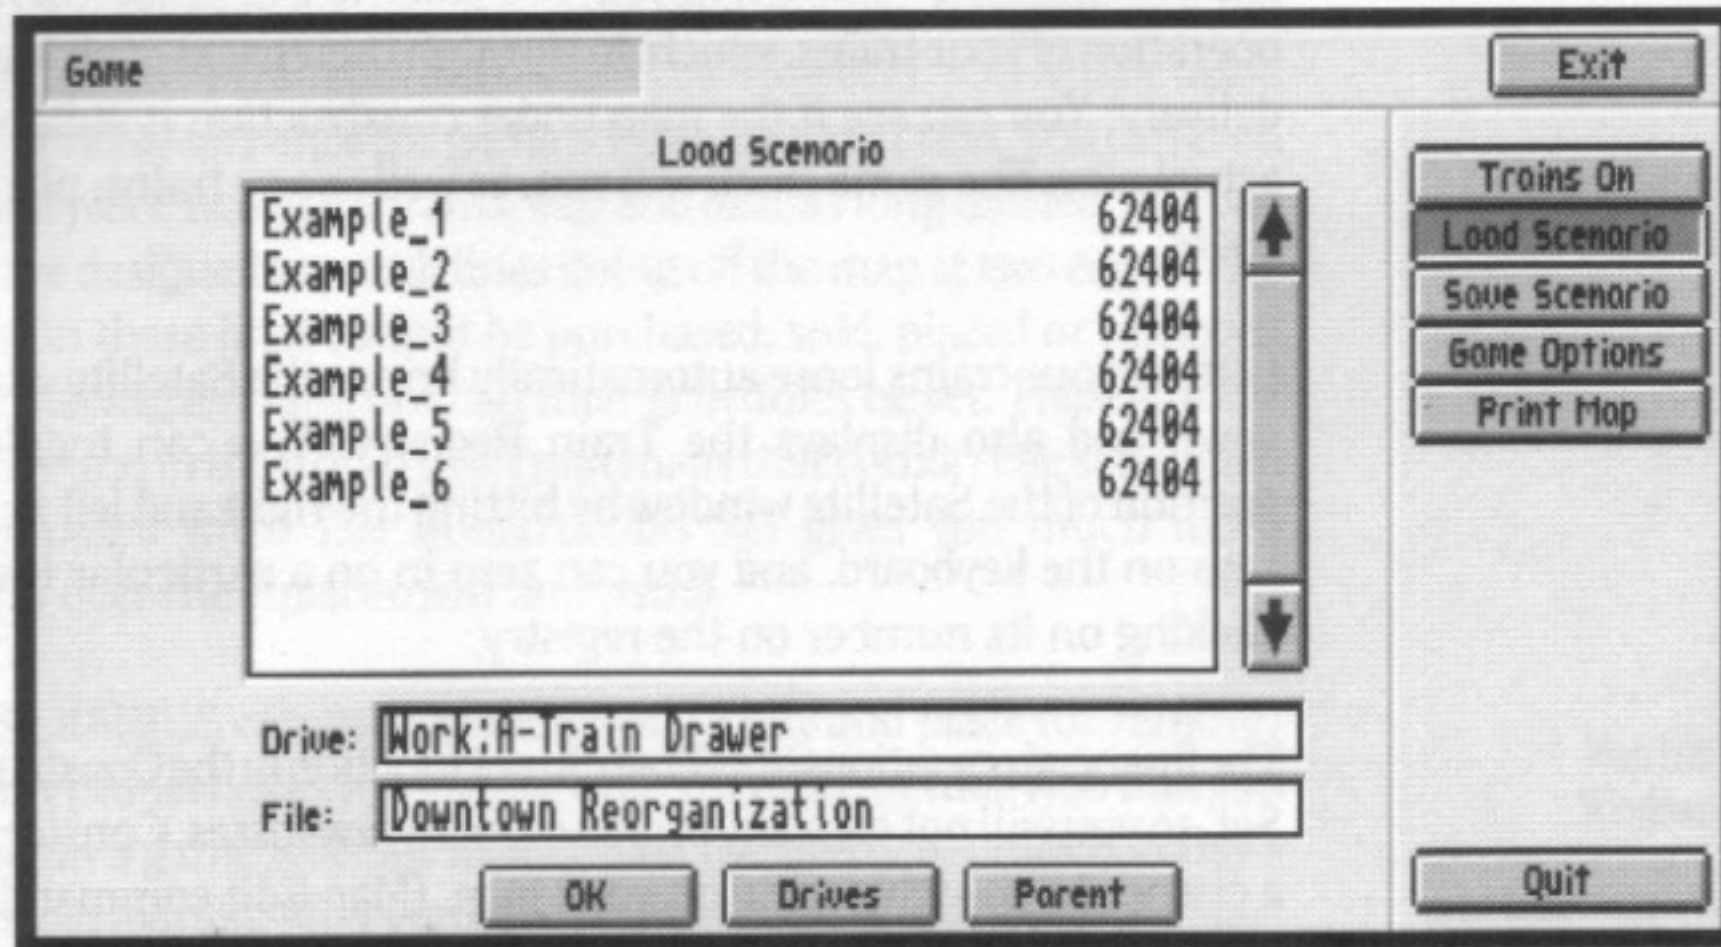 Game
Exit
Load Scenario
Example_1 62404
Example_2 62404
Example_3 62404
Example_4 62404
Example_5 62404
Example_6 62404
Drive: Work:A-Train Drawer
File: Downtown Reorganization
OK
Drives
Parent
Trains On
Load Scenario
Save Scenario
Game Options
Print Map
Quit